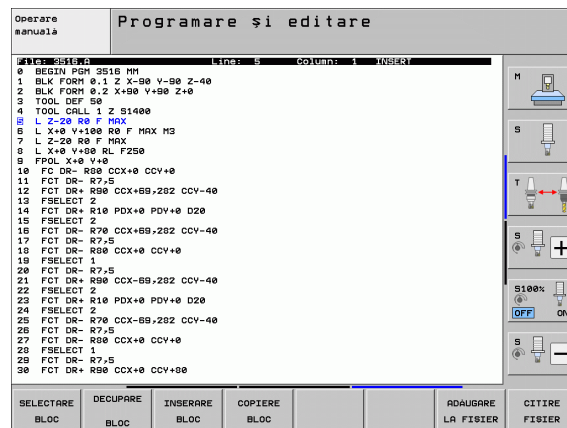 Operare
manuală
Programare și editare
File: 3516.A Line: 5 Column: 1 INSERT
0 BEGIN PGM 3516 MM
1 BLK FORM 0.1 Z X-90 Y-90 Z-40
2 BLK FORM 0.2 X+90 Y+90 Z+0
3 TOOL DEF 50
4 TOOL CALL 1 Z S1400
5 L Z-20 R0 F MAX
6 L X+0 Y+100 R0 F MAX M3
7 L Z-20 R0 F MAX
8 L X+0 Y+80 RL F250
9 FPOL X+0 Y+0
10 FC DR- R80 CCX+0 CCY+0
11 FCT DR- R7,5
12 FCT DR+ R90 CCX+69,282 CCY-40
13 FSELECT 2
14 FCT DR+ R10 PDX+0 PDY+0 D20
15 FSELECT 2
16 FCT DR- R70 CCX+69,282 CCY-40
17 FCT DR- R7,5
18 FCT DR- R80 CCX+0 CCY+0
19 FSELECT 1
20 FCT DR- R7,5
21 FCT DR+ R90 CCX-69,282 CCY-40
22 FSELECT 2
23 FCT DR+ R10 PDX+0 PDY+0 D20
24 FSELECT 2
25 FCT DR- R70 CCX-69,282 CCY-40
26 FCT DR- R7,5
27 FCT DR- R80 CCX+0 CCY+0
28 FSELECT 1
29 FCT DR- R7,5
30 FCT DR+ R90 CCX+0 CCY+80
M
S
T
S
S100%
OFF ON
S
SELECTARE
BLOC
DECUPARE
BLOC
INSERARE
BLOC
COPIERE
BLOC
ADAUGARE
LA FISIER
CITIRE
FISIER